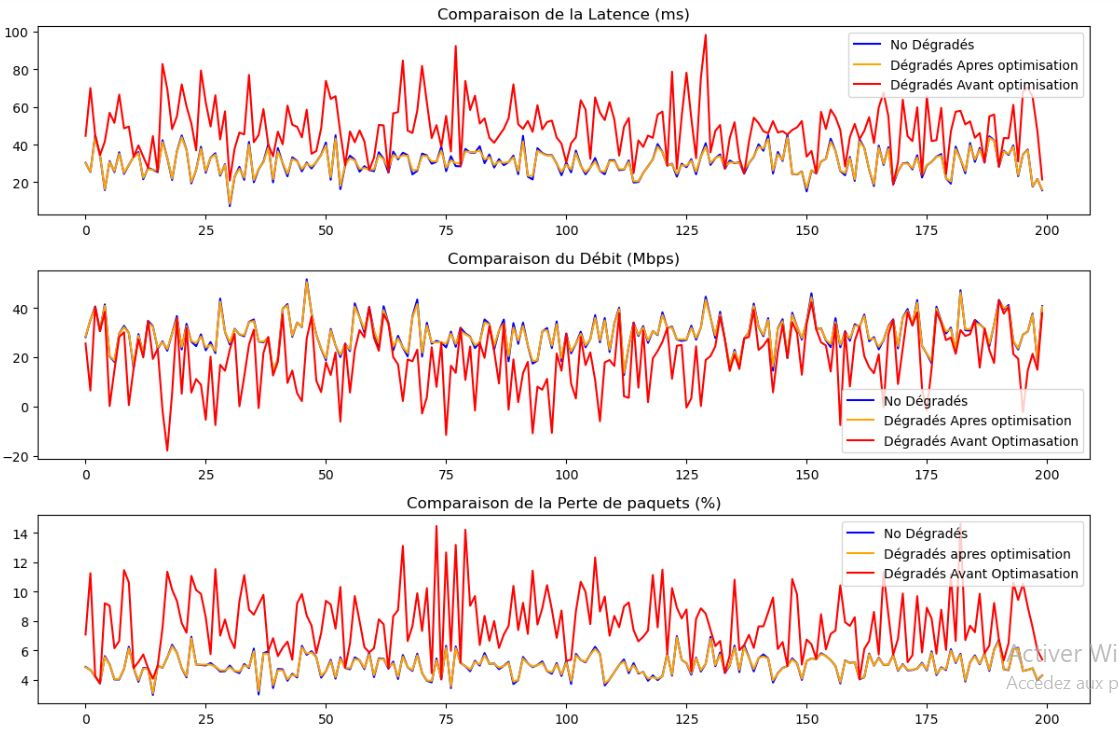 Comparaison de la Latence (ms)
100
80
60
40
20
No Dégradés
Dégradés Apres optimisation
Dégradés Avant optimisation
0 25 50 75 100 125 150 175 200
Comparaison du Débit (Mbps)
40
20
0
−20
No Dégradés
Dégradés Apres optimisation
Dégradés Avant Optimasation
0 25 50 75 100 125 150 175 200
Comparaison de la Perte de paquets (%)
14
12
10
8
6
4
No Dégradés
Dégradés apres optimisation
Dégradés Avant Optimasation
Activer Wi
Accédez aux p
0 25 50 75 100 125 150 175 200